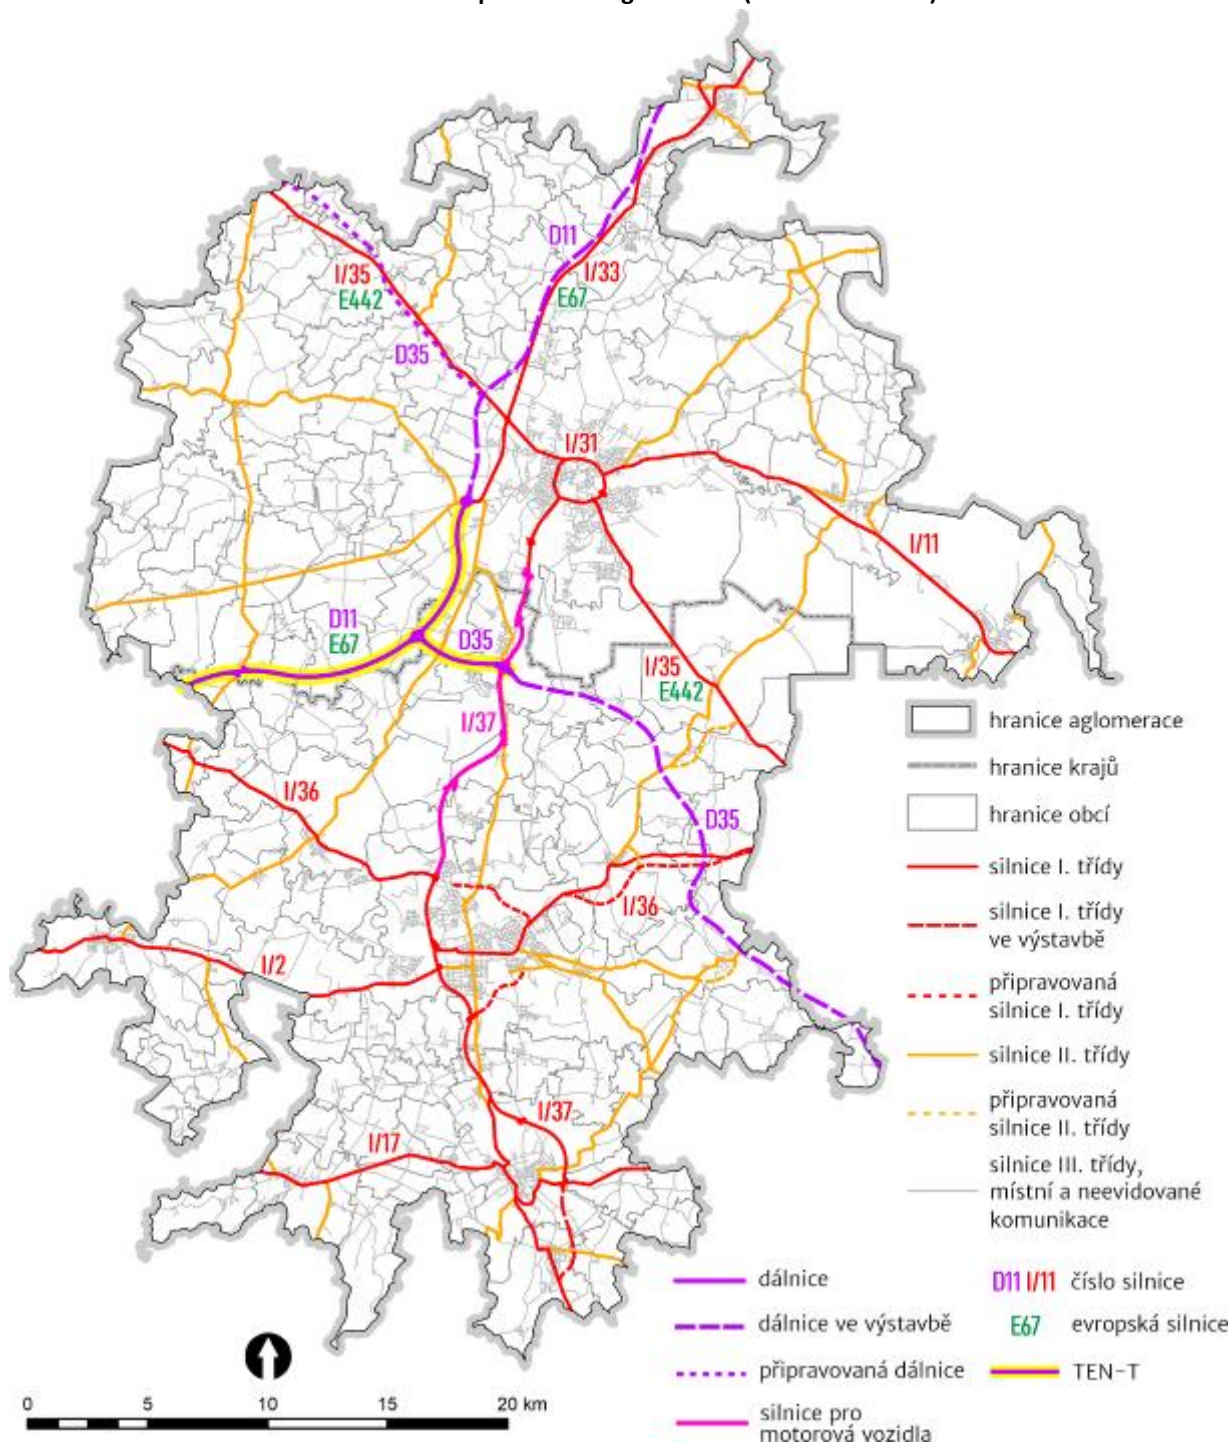 D11
I/33
E67
I/35
E442
D35
I/31
I/11
D11
E67
D35
I/35
E442
I/37
I/36
D35
I/36
I/2
I/37
I/17
hranice aglomerace
hranice krajů
hranice obcí
silnice I. třídy
silnice I. třídy
ve výstavbě
připravovaná
silnice I. třídy
silnice II. třídy
připravovaná
silnice II. třídy
silnice III. třídy,
místní a neevidované
komunikace
dálnice
D11 I/11 číslo silnice
dálnice ve výstavbě
E67 evropská silnice
připravovaná dálnice
TEN-T
silnice pro
motorová vozidla
0 5 10 15 20 km